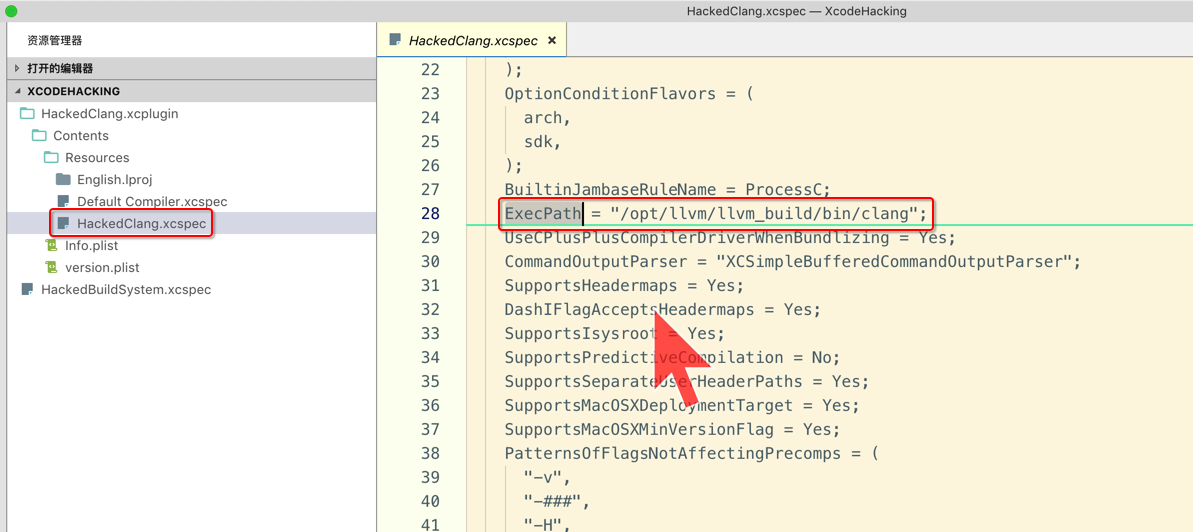 HackedClang.xcspec — XcodeHacking
资源管理器
打开的编辑器
XCODEHACKING
HackedClang.xcplugin
Contents
Resources
English.lproj
Default Compiler.xcspec
HackedClang.xcspec
Info.plist
version.plist
HackedBuildSystem.xcspec
HackedClang.xcspec ×
22 );
23 OptionConditionFlavors = (
24 arch,
25 sdk,
26 );
27 BuiltinJambaseRuleName = ProcessC;
28 ExecPath = "/opt/llvm/llvm_build/bin/clang";
29 UseCPlusPlusCompilerDriverWhenBundlizing = Yes;
30 CommandOutputParser = "XCSimpleBufferedCommandOutputParser";
31 SupportsHeadermaps = Yes;
32 DashIFlagAcceptsHeadermaps = Yes;
33 SupportsIsysroot = Yes;
34 SupportsPredictiveCompilation = No;
35 SupportsSeparateUserHeaderPaths = Yes;
36 SupportsMacOSXDeploymentTarget = Yes;
37 SupportsMacOSXMinVersionFlag = Yes;
38 PatternsOfFlagsNotAffectingPrecomps = (
39 "-v",
40 "-###",
41 "-H",